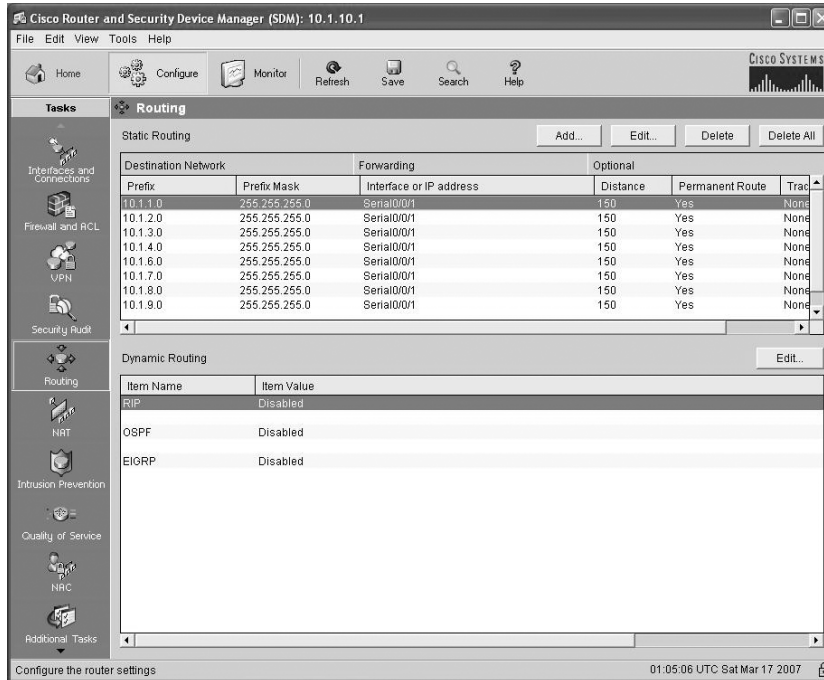 Cisco Router and Security Device Manager (SDM): 10.1.10.1
File Edit View Tools Help
Home Configure Monitor Refresh Save Search Help
CISCO SYSTEMS
Tasks
Routing
Static Routing Add... Edit... Delete Delete All
Destination Network Forwarding Optional
Prefix Prefix Mask Interface or IP address Distance Permanent Route Trac
10.1.1.0 255.255.255.0 Serial0/0/1 150 Yes None
10.1.2.0 255.255.255.0 Serial0/0/1 150 Yes None
10.1.3.0 255.255.255.0 Serial0/0/1 150 Yes None
10.1.4.0 255.255.255.0 Serial0/0/1 150 Yes None
10.1.6.0 255.255.255.0 Serial0/0/1 150 Yes None
10.1.7.0 255.255.255.0 Serial0/0/1 150 Yes None
10.1.8.0 255.255.255.0 Serial0/0/1 150 Yes None
10.1.9.0 255.255.255.0 Serial0/0/1 150 Yes None
Interfaces and
Connections
Firewall and ACL
VPN
Security Audit
Routing
NAT
Intrusion Prevention
Quality of Service
NAC
Additional Tasks
Dynamic Routing Edit...
Item Name Item Value
RIP Disabled
OSPF Disabled
EIGRP Disabled
Configure the router settings 01:05:06 UTC Sat Mar 17 2007